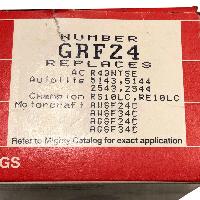 NUMBER
GRF24
REPLACES
AC R43NTSE
Autolite 5143,5144
2543,2544
Champion RS10LC,RE10LC
Motorcraft AWSF24C
AWSF34C
AGSF24C
AGSF34C
Refer to Mighty Catalog for exact application
GS